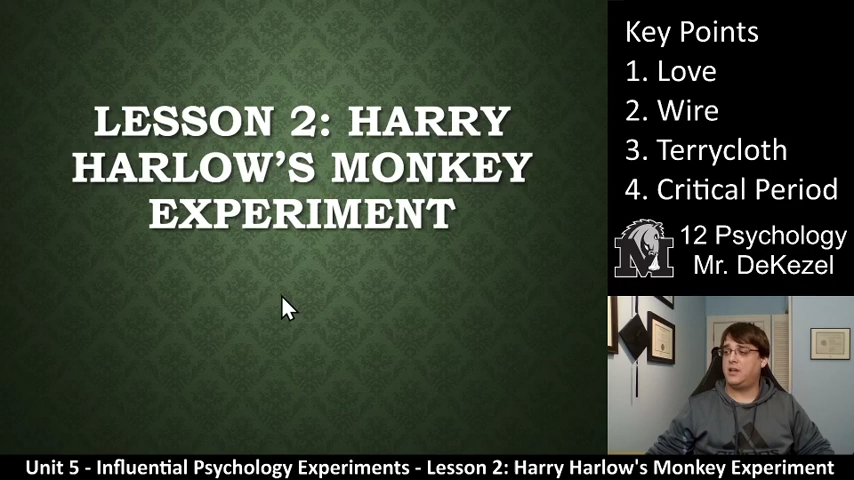 LESSON 2: HARRY
HARLOW'S MONKEY
EXPERIMENT
Key Points
1. Love
2. Wire
3. Terrycloth
4. Critical Period
M
12 Psychology
Mr. DeKezel
Unit 5 - Influential Psychology Experiments - Lesson 2: Harry Harlow's Monkey Experiment